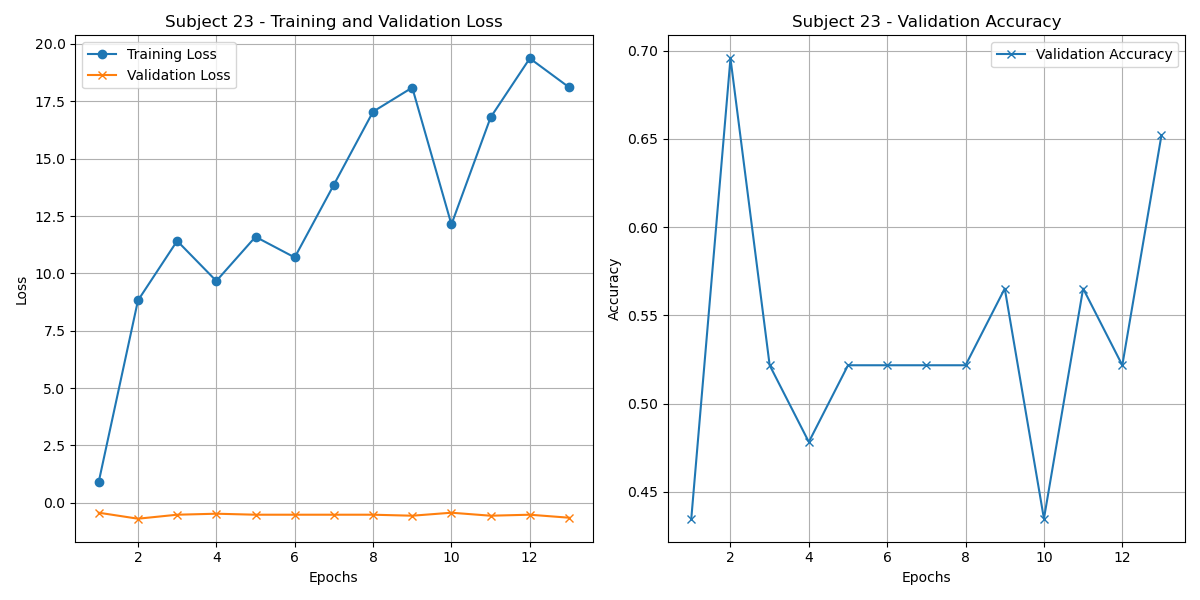 Subject 23 - Training and Validation Loss
Training Loss
Validation Loss
20.0
17.5
15.0
12.5
10.0
7.5
5.0
2.5
0.0
Loss
2 4 6 8 10 12
Epochs
Subject 23 - Validation Accuracy
Validation Accuracy
0.70
0.65
0.60
0.55
0.50
0.45
Accuracy
2 4 6 8 10 12
Epochs